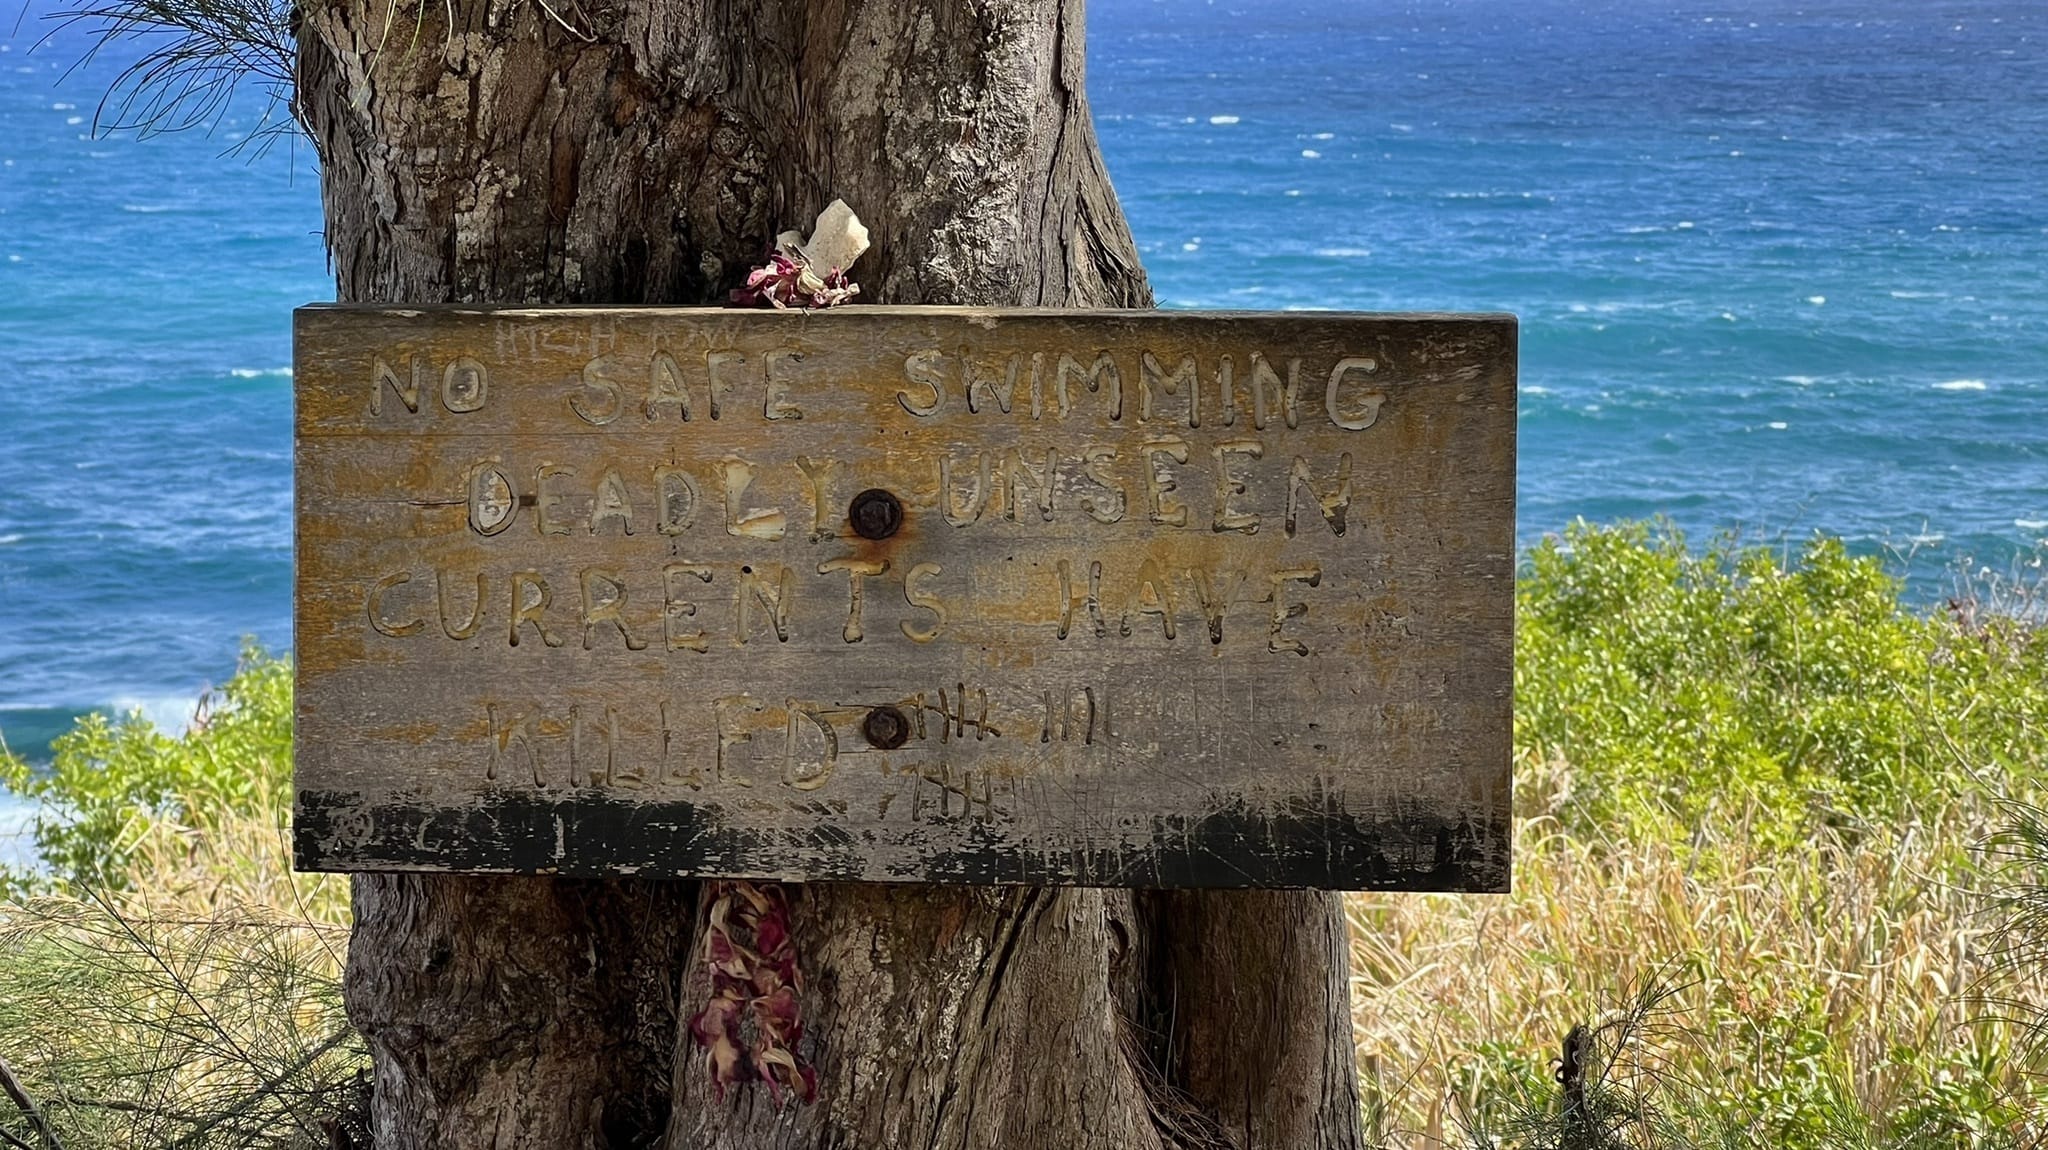 NO SAFE SWIMMING
DEADLY UNSEEN
CURRENTS HAVE
KILLED